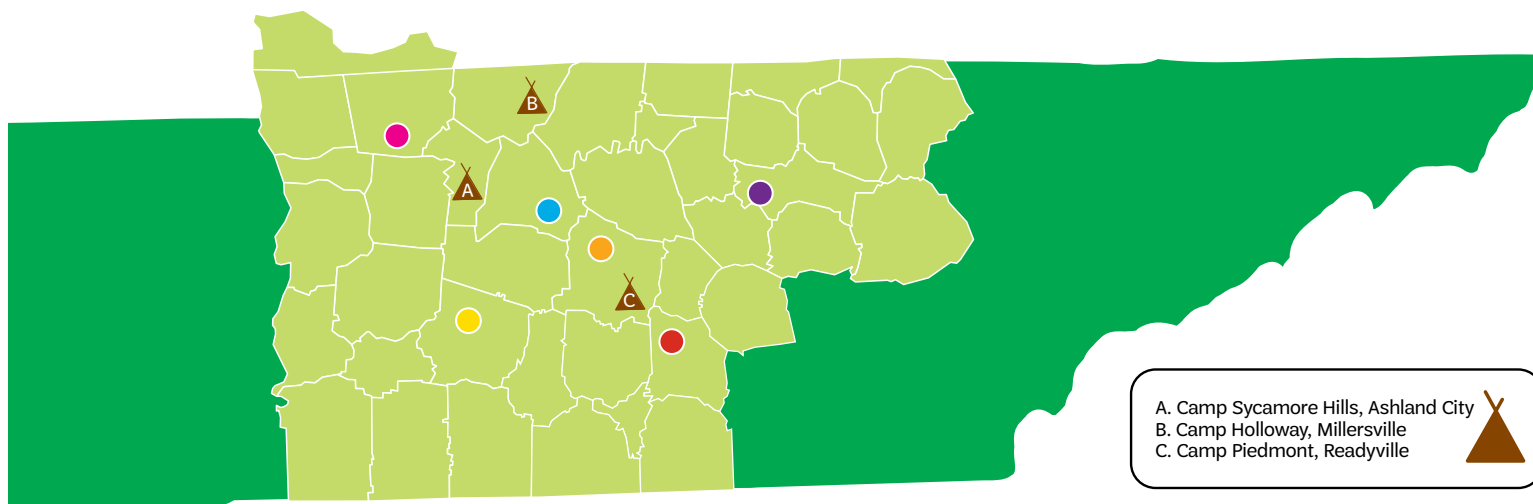 B
A
C
A. Camp Sycamore Hills, Ashland City
B. Camp Holloway, Millersville
C. Camp Piedmont, Readyville